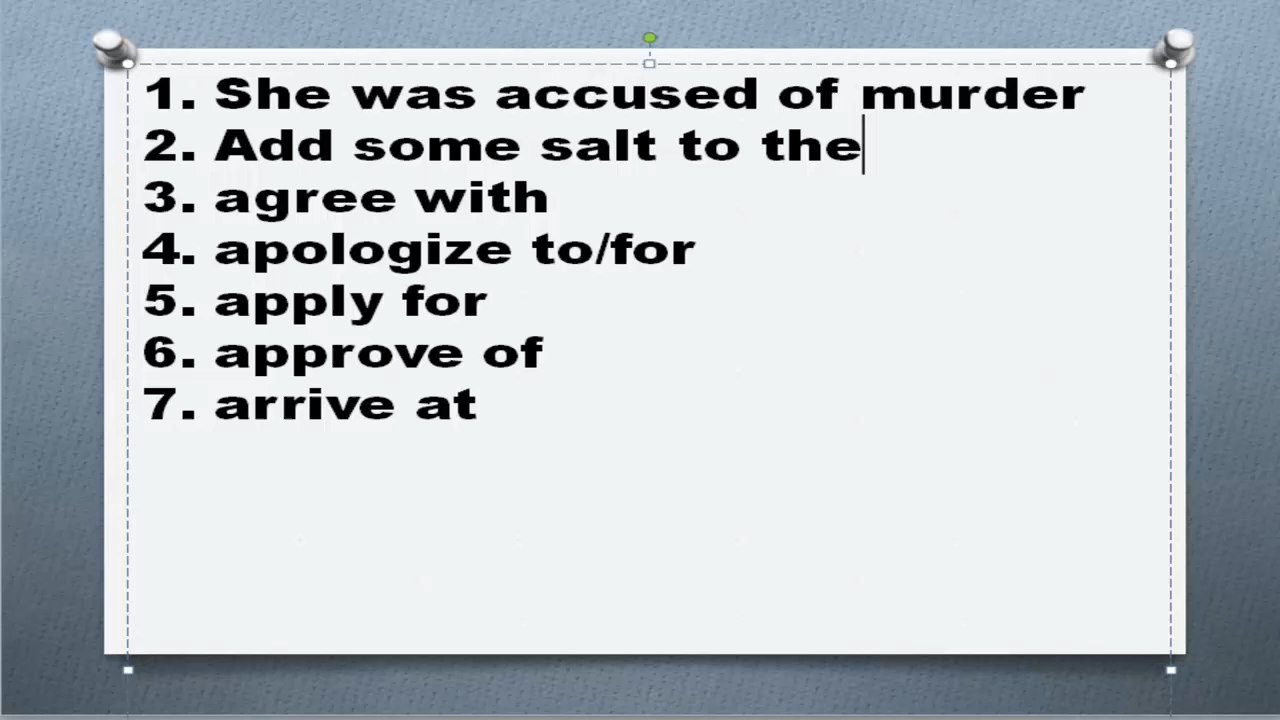 1. She was accused of murder
2. Add some salt to the
3. agree with
4. apologize to/for
5. apply for
6. approve of
7. arrive at